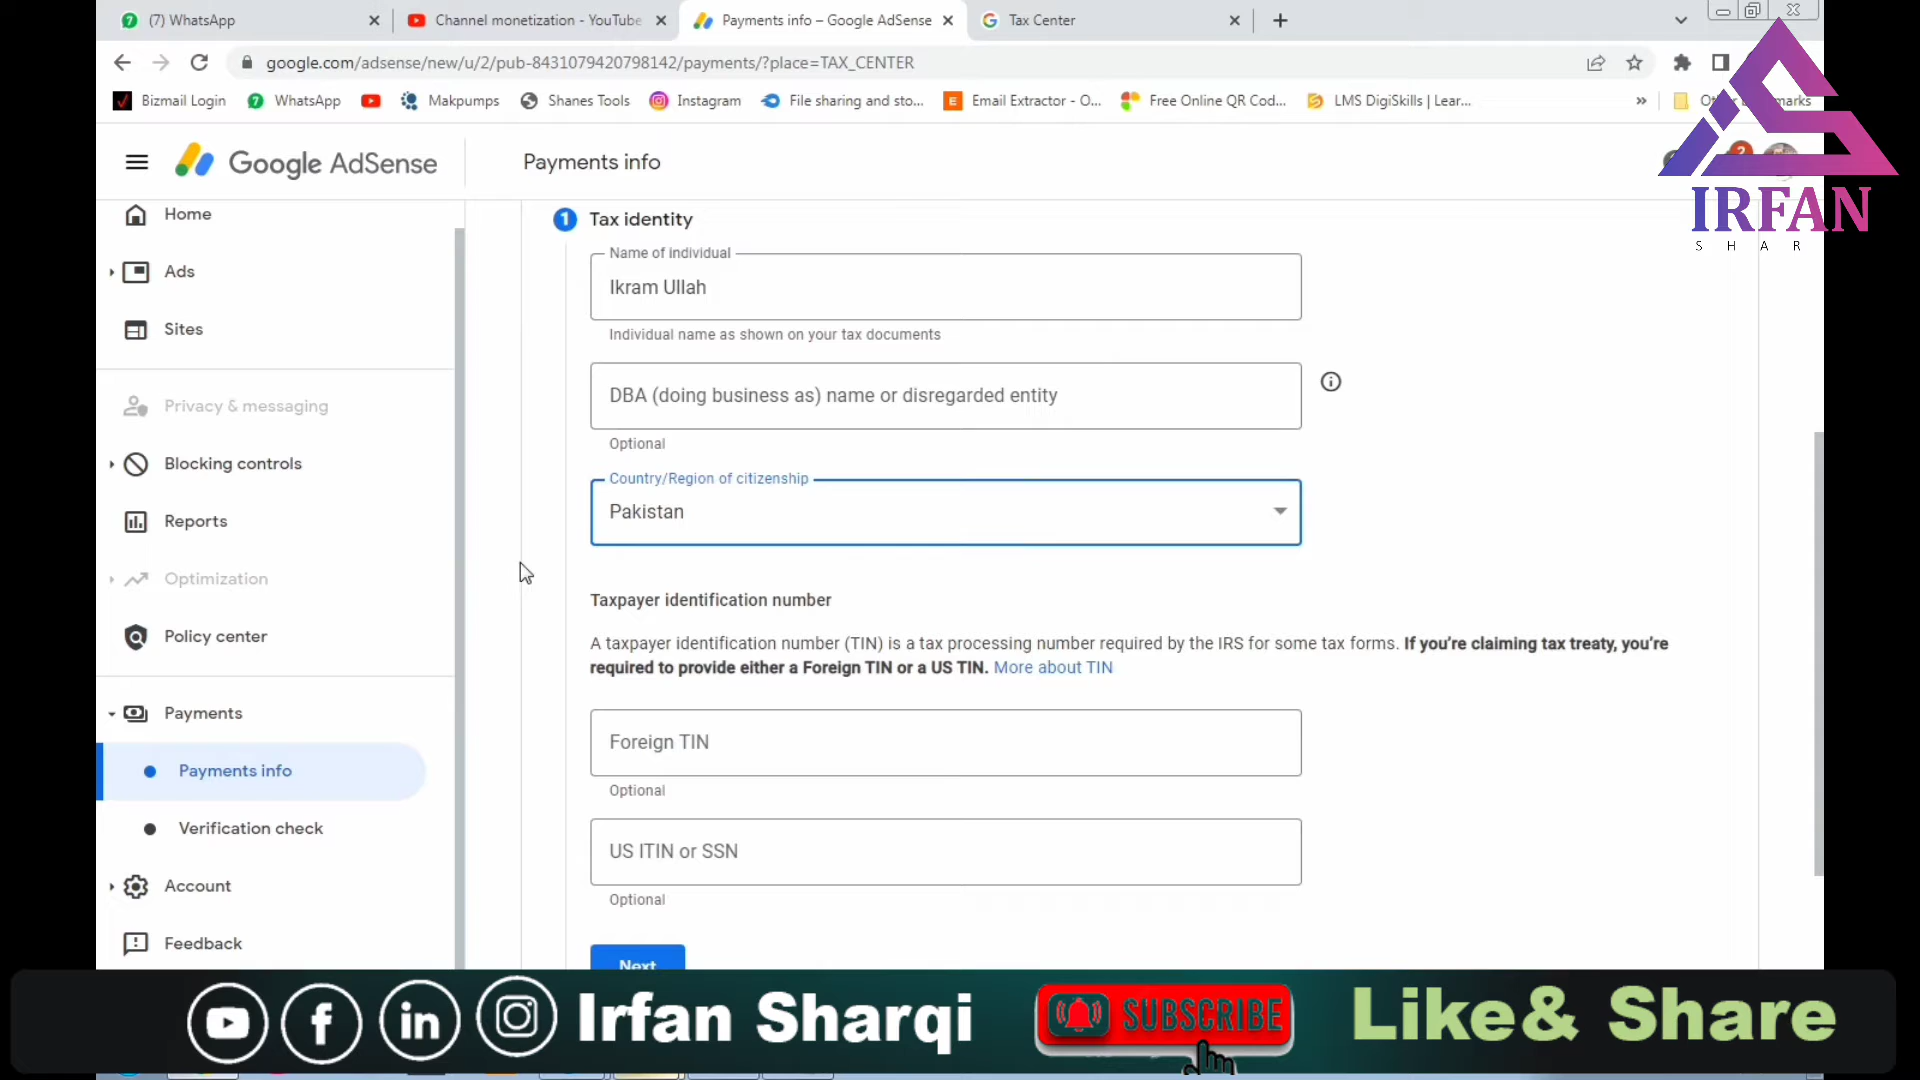 (7) WhatsApp
Channel monetization - YouTube
Payments info – Google AdSense
Tax Center
google.com/adsense/new/u/2/pub-8431079420798142/payments/?place=TAX_CENTER
Bizmail Login
WhatsApp
Makpumps
Shanes Tools
Instagram
File sharing and sto...
Email Extractor - O...
Free Online QR Cod...
LMS DigiSkills | Lear...
»
Google AdSense
Payments info
2
IRFAN
S H A R
Home
Ads
Sites
Privacy & messaging
Blocking controls
Reports
Optimization
Policy center
Payments
Payments info
Verification check
Account
Feedback
1 Tax identity
Name of individual
Ikram Ullah
Individual name as shown on your tax documents
DBA (doing business as) name or disregarded entity
Optional
Country/Region of citizenship
Pakistan
Taxpayer identification number
A taxpayer identification number (TIN) is a tax processing number required by the IRS for some tax forms. If you're claiming tax treaty, you're
required to provide either a Foreign TIN or a US TIN. More about TIN
Foreign TIN
Optional
US ITIN or SSN
Optional
Next
Irfan Sharqi
SUBSCRIBE
Like& Share